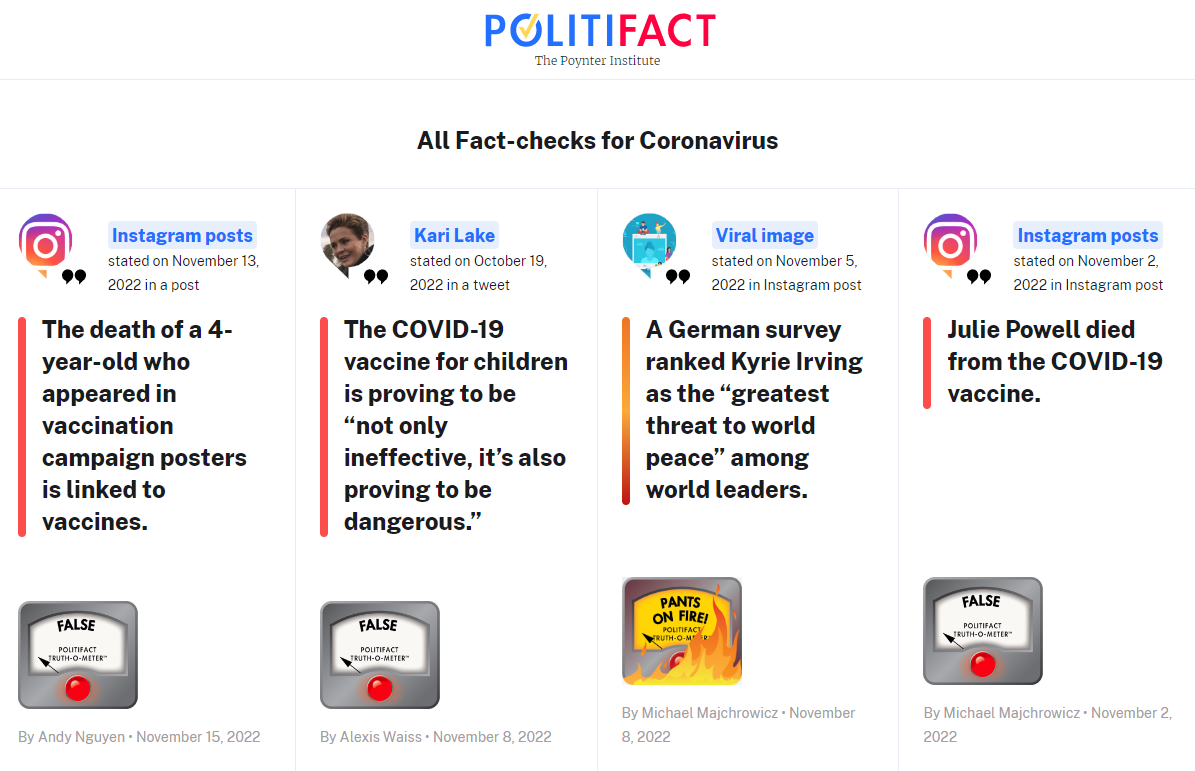 POLITIFACT
The Poynter Institute
All Fact-checks for Coronavirus
Instagram posts
stated on November 13,
2022 in a post
The death of a 4-
year-old who
appeared in
vaccination
campaign posters
is linked to
vaccines.
FALSE
POLITIFACT
TRUTH-O-METER™
By Andy Nguyen • November 15, 2022
Kari Lake
stated on October 19,
2022 in a tweet
The COVID-19
vaccine for children
is proving to be
“not only
ineffective, it’s also
proving to be
dangerous.”
FALSE
POLITIFACT
TRUTH-O-METER™
By Alexis Waiss • November 8, 2022
Viral image
stated on November 5,
2022 in Instagram post
A German survey
ranked Kyrie Irving
as the “greatest
threat to world
peace” among
world leaders.
PANTS
ON FIRE!
POLITIFACT
TRUTH-O-METER
By Michael Majchrowicz • November
8, 2022
Instagram posts
stated on November 2,
2022 in Instagram post
Julie Powell died
from the COVID-19
vaccine.
FALSE
POLITIFACT
TRUTH-O-METER™
By Michael Majchrowicz • November 2,
2022